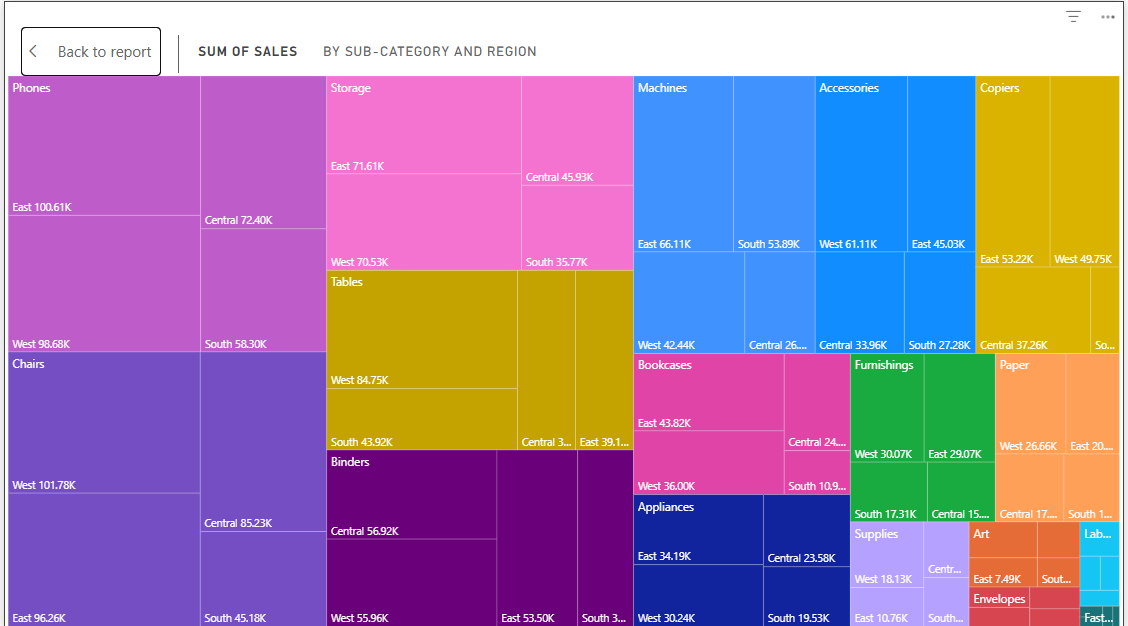 Back to report
SUM OF SALES BY SUB-CATEGORY AND REGION
Phones
East 100.61K
Central 72.40K
West 98.68K
South 58.30K
Chairs
West 101.78K
Central 85.23K
East 96.26K
South 45.18K
Storage
East 71.61K
Central 45.93K
West 70.53K
South 35.77K
Tables
West 84.75K
South 43.92K
Central 3...
East 39.1...
Binders
Central 56.92K
West 55.96K
East 53.50K
South 3...
Machines
East 66.11K
South 53.89K
West 42.44K
Central 26....
Accessories
West 61.11K
East 45.03K
Central 33.96K
South 27.28K
Copiers
East 53.22K
West 49.75K
Central 37.26K
So...
Bookcases
East 43.82K
Central 24....
West 36.00K
South 10.9...
Appliances
East 34.19K
Central 23.58K
West 30.24K
South 19.53K
Furnishings
West 30.07K
East 29.07K
South 17.31K
Central 15....
Paper
West 26.66K
East 20....
Central 17....
South 1...
Supplies
West 18.13K
Centr...
East 10.76K
South...
Art
East 7.49K
Sout...
Envelopes
Lab...
Fast...